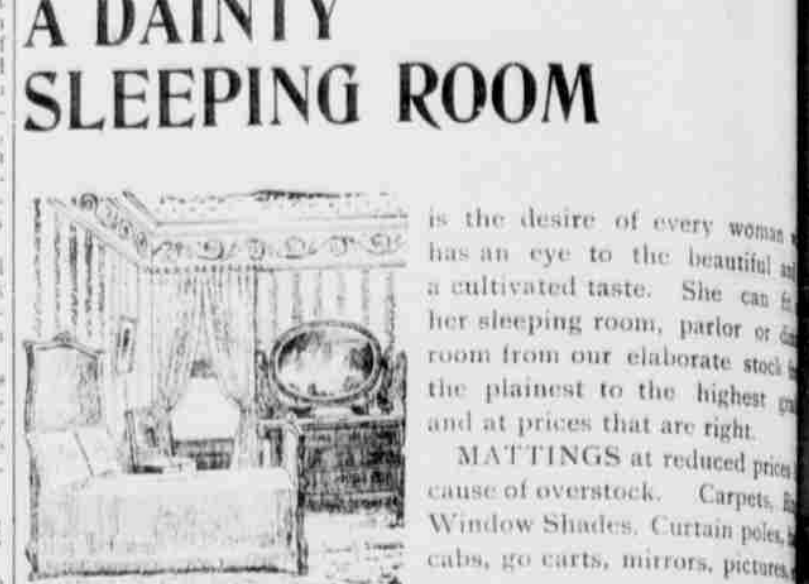 A DAINTY
SLEEPING ROOM
is the desire of every woman
has an eye to the beautiful
a cultivated taste. She can
her sleeping room, parlor or
room from our elaborate stock
the plainest to the highest
and at prices that are right.
MATTINGS at reduced prices
cause of overstock. Carpets,
Window Shades, Curtain poles,
cabs, go carts, mirrors, pictures,